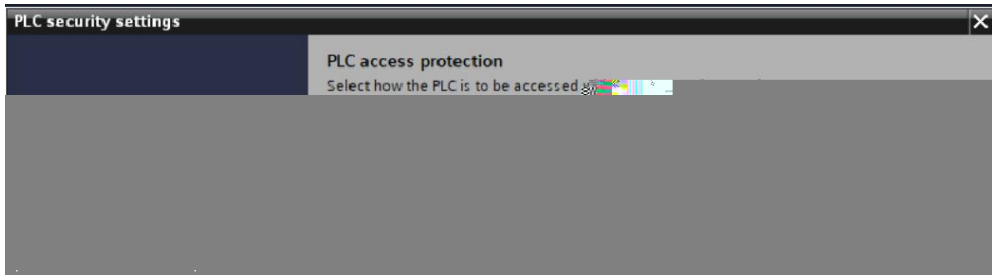 PLC security settings
PLC access protection
Select how the PLC is to be accessed